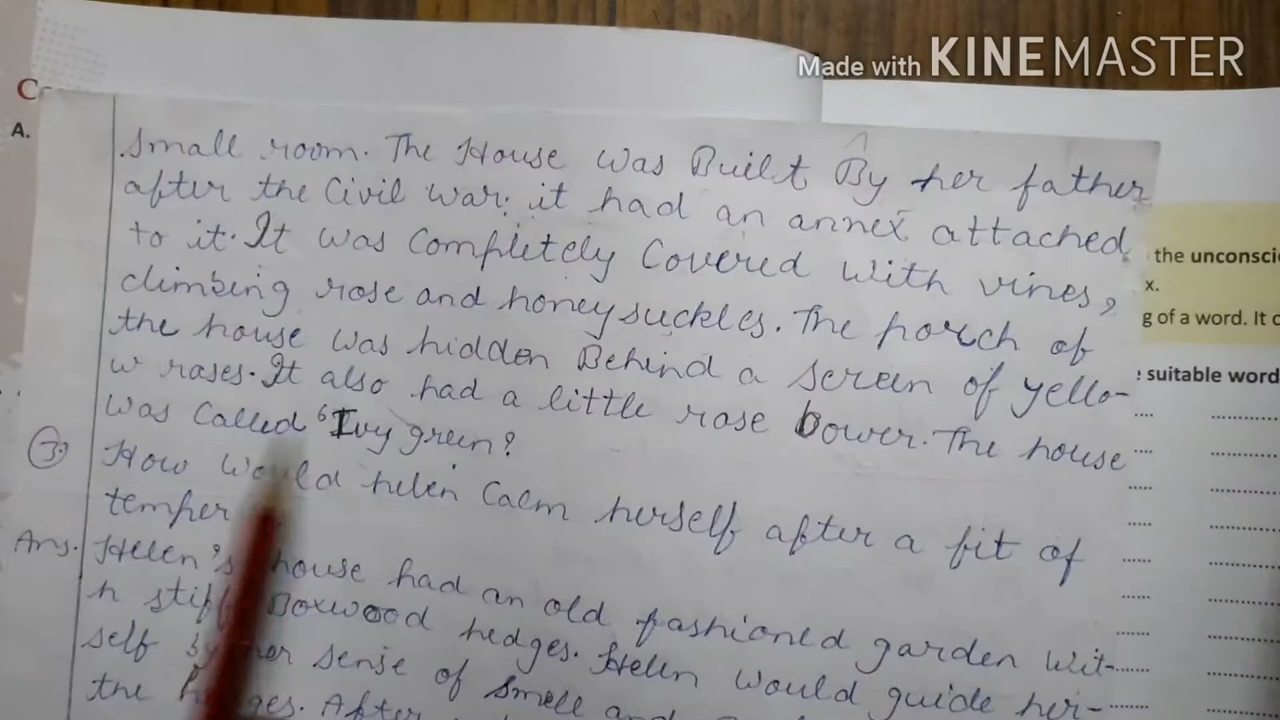 Made with KINEMASTER
C
A.
small room. The House was Built By her father
after the Civil war. it had an annex attached
to it. It was completely Covered with vines,
climbing rose and honeysuckles. The porch of
the house was hidden Behind a screen of yello-
w rases. It also had a little rose bower. The house
was called 'Ivy green?
3. How would helen Calm herself after a fit of
temper
Ans. Helen's house had an old fashioned garden wit-
h stiff Boxwood hedges. Helen would guide her-
self by her sense of smell and
the hedges. After
the unconsci
x.
g of a word. It c
suitable word